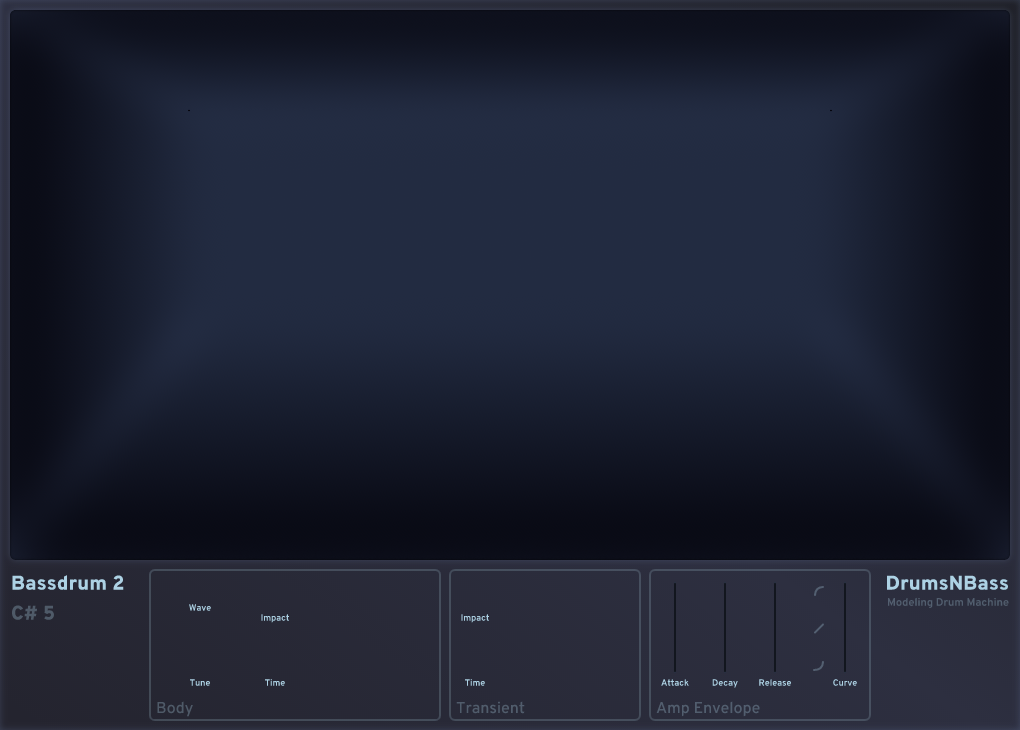 Bassdrum 2
C# 5
Wave
Impact
Tune
Time
Body
Impact
Time
Transient
Attack
Decay
Release
Curve
Amp Envelope
DrumsNBass
Modeling Drum Machine